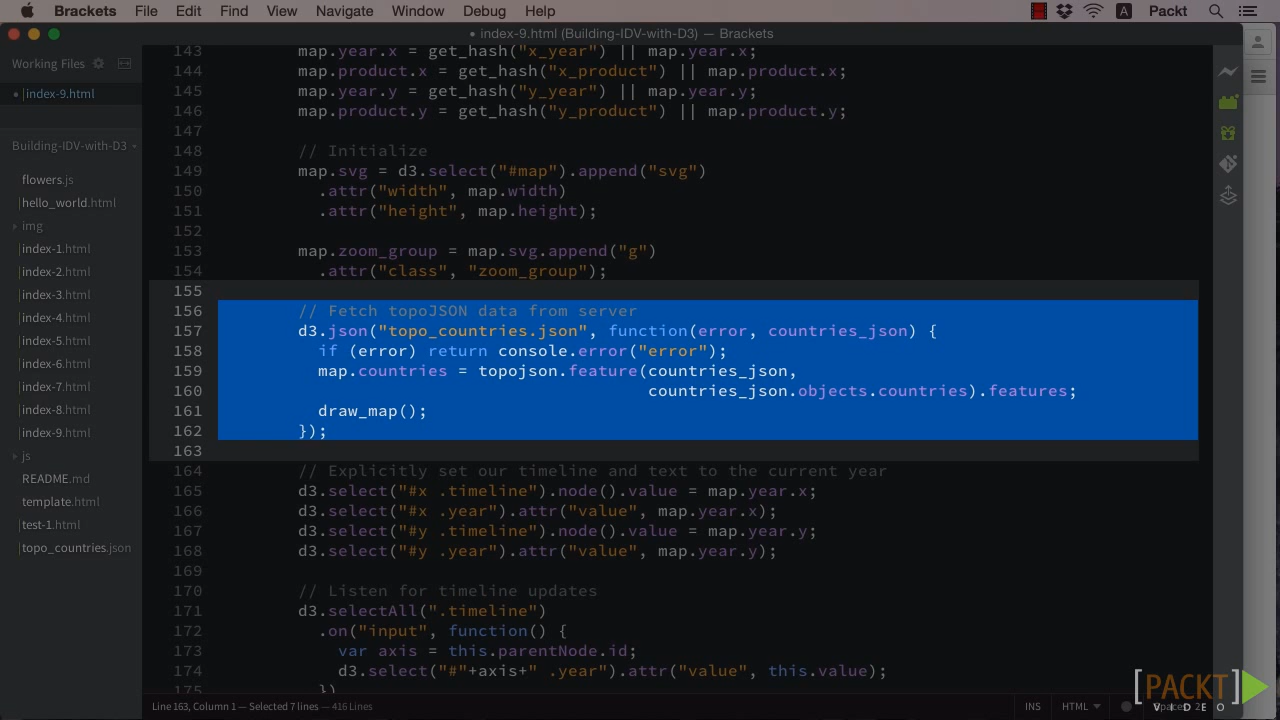 Brackets File Edit Find View Navigate Window Debug Help A Packt
• index-9.html (Building-IDV-with-D3) — Brackets
Working Files
• index-9.html
Building-IDV-with-D3
flowers.js
hello_world.html
img
index-1.html
index-2.html
index-3.html
index-4.html
index-5.html
index-6.html
index-7.html
index-8.html
index-9.html
js
README.md
template.html
test-1.html
topo_countries.json
143 map.year.x = get_hash("x_year") || map.year.x;
144 map.product.x = get_hash("x_product") || map.product.x;
145 map.year.y = get_hash("y_year") || map.year.y;
146 map.product.y = get_hash("y_product") || map.product.y;
147
148 // Initialize
149 map.svg = d3.select("#map").append("svg")
150 .attr("width", map.width)
151 .attr("height", map.height);
152
153 map.zoom_group = map.svg.append("g")
154 .attr("class", "zoom_group");
155
156 // Fetch topoJSON data from server
157 d3.json("topo_countries.json", function(error, countries_json) {
158 if (error) return console.error("error");
159 map.countries = topojson.feature(countries_json,
160 countries_json.objects.countries).features;
161 draw_map();
162 });
163
164 // Explicitly set our timeline and text to the current year
165 d3.select("#x .timeline").node().value = map.year.x;
166 d3.select("#x .year").attr("value", map.year.x);
167 d3.select("#y .timeline").node().value = map.year.y;
168 d3.select("#y .year").attr("value", map.year.y);
169
170 // Listen for timeline updates
171 d3.selectAll(".timeline")
172 .on("input", function() {
173 var axis = this.parentNode.id;
174 d3.select("#"+axis+" .year").attr("value", this.value);
175 })
Line 163, Column 1 — Selected 7 lines — 416 Lines
INS HTML
[PACKT]
VIDEO